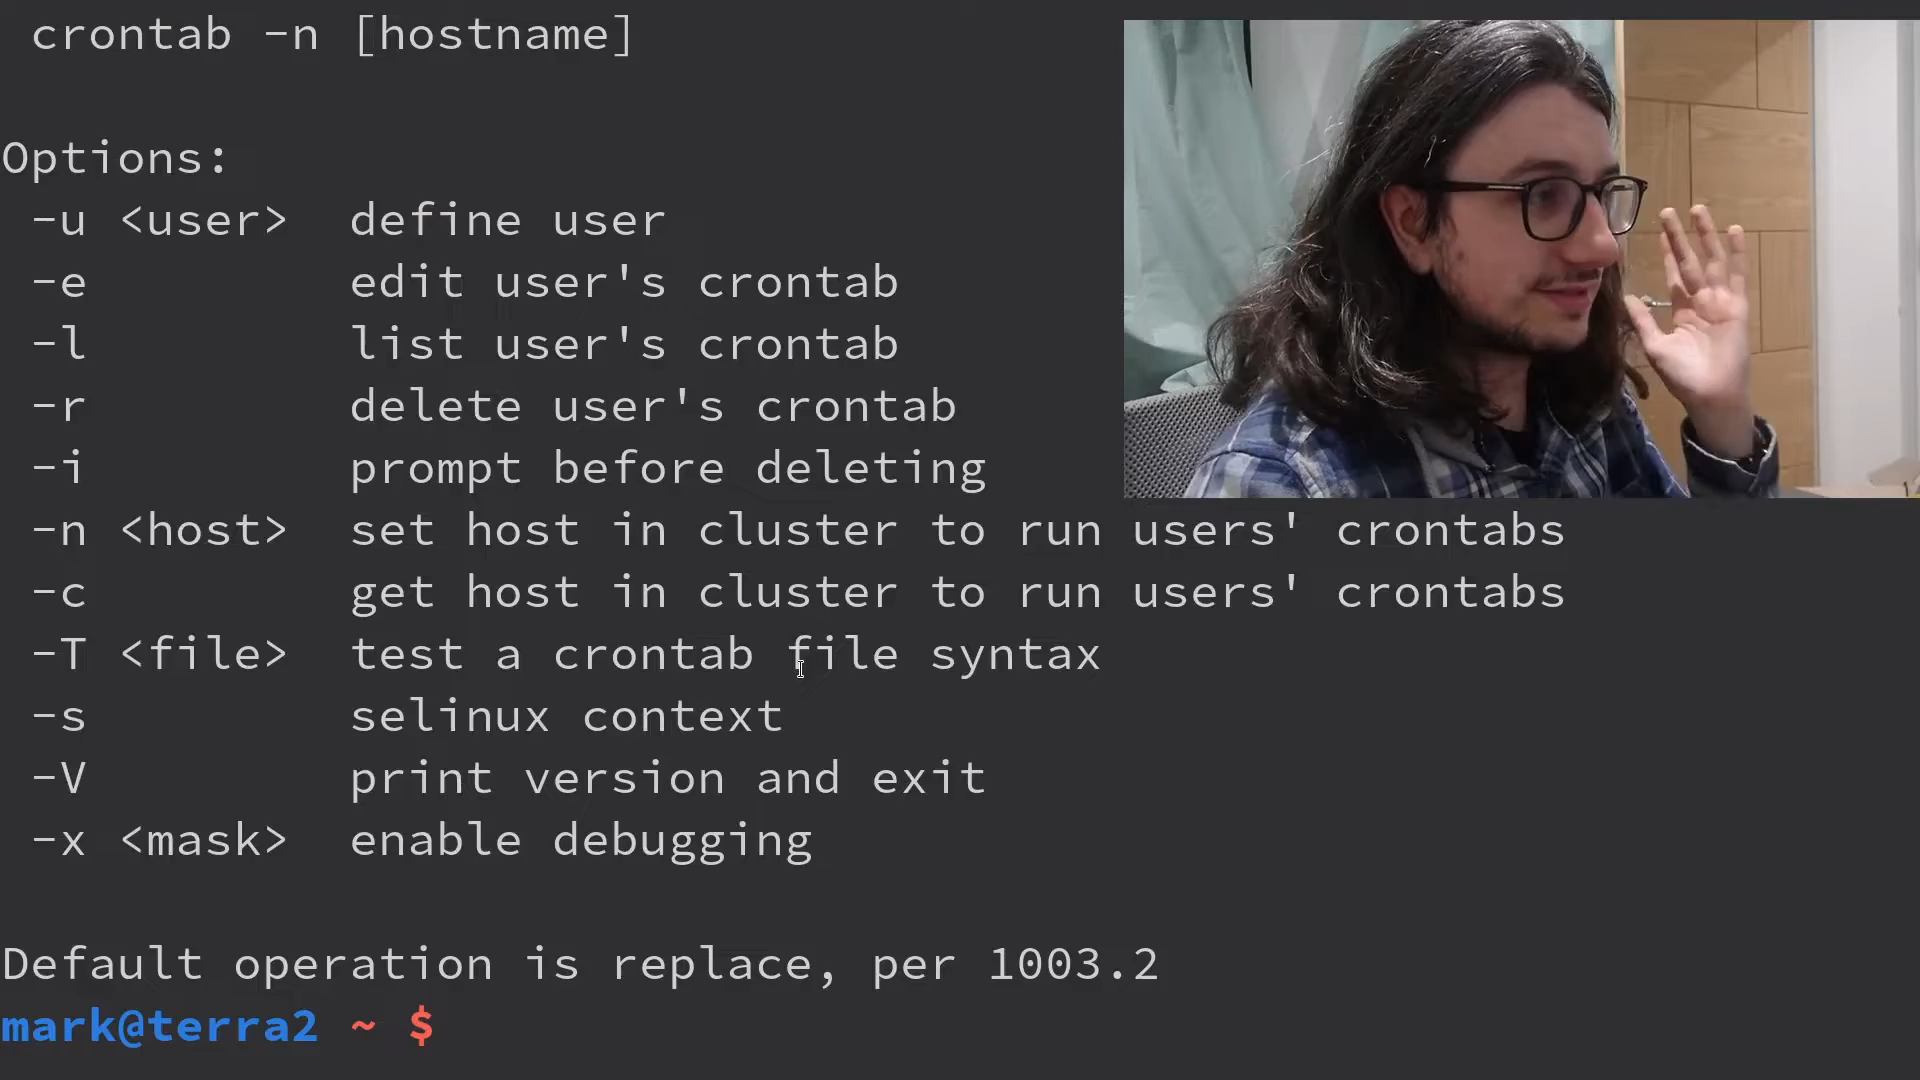 crontab -n [hostname]
Options:
-u <user> define user
-e edit user's crontab
-l list user's crontab
-r delete user's crontab
-i prompt before deleting
-n <host> set host in cluster to run users' crontabs
-c get host in cluster to run users' crontabs
-T <file> test a crontab file syntax
-s selinux context
-V print version and exit
-x <mask> enable debugging
Default operation is replace, per 1003.2
mark@terra2 ~ $